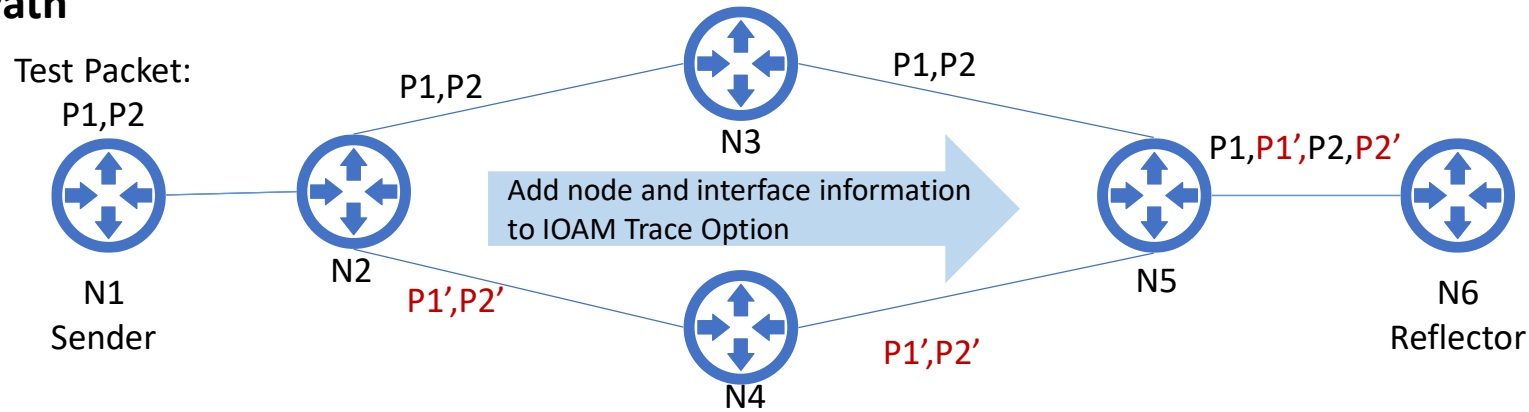 Test Packet:
P1,P2
P1,P2
P1,P2
N3
P1,P1’,P2,P2’
Add node and interface information
to IOAM Trace Option
N2
N5
N1
Sender
P1’,P2’
N6
Reflector
P1’,P2’
N4